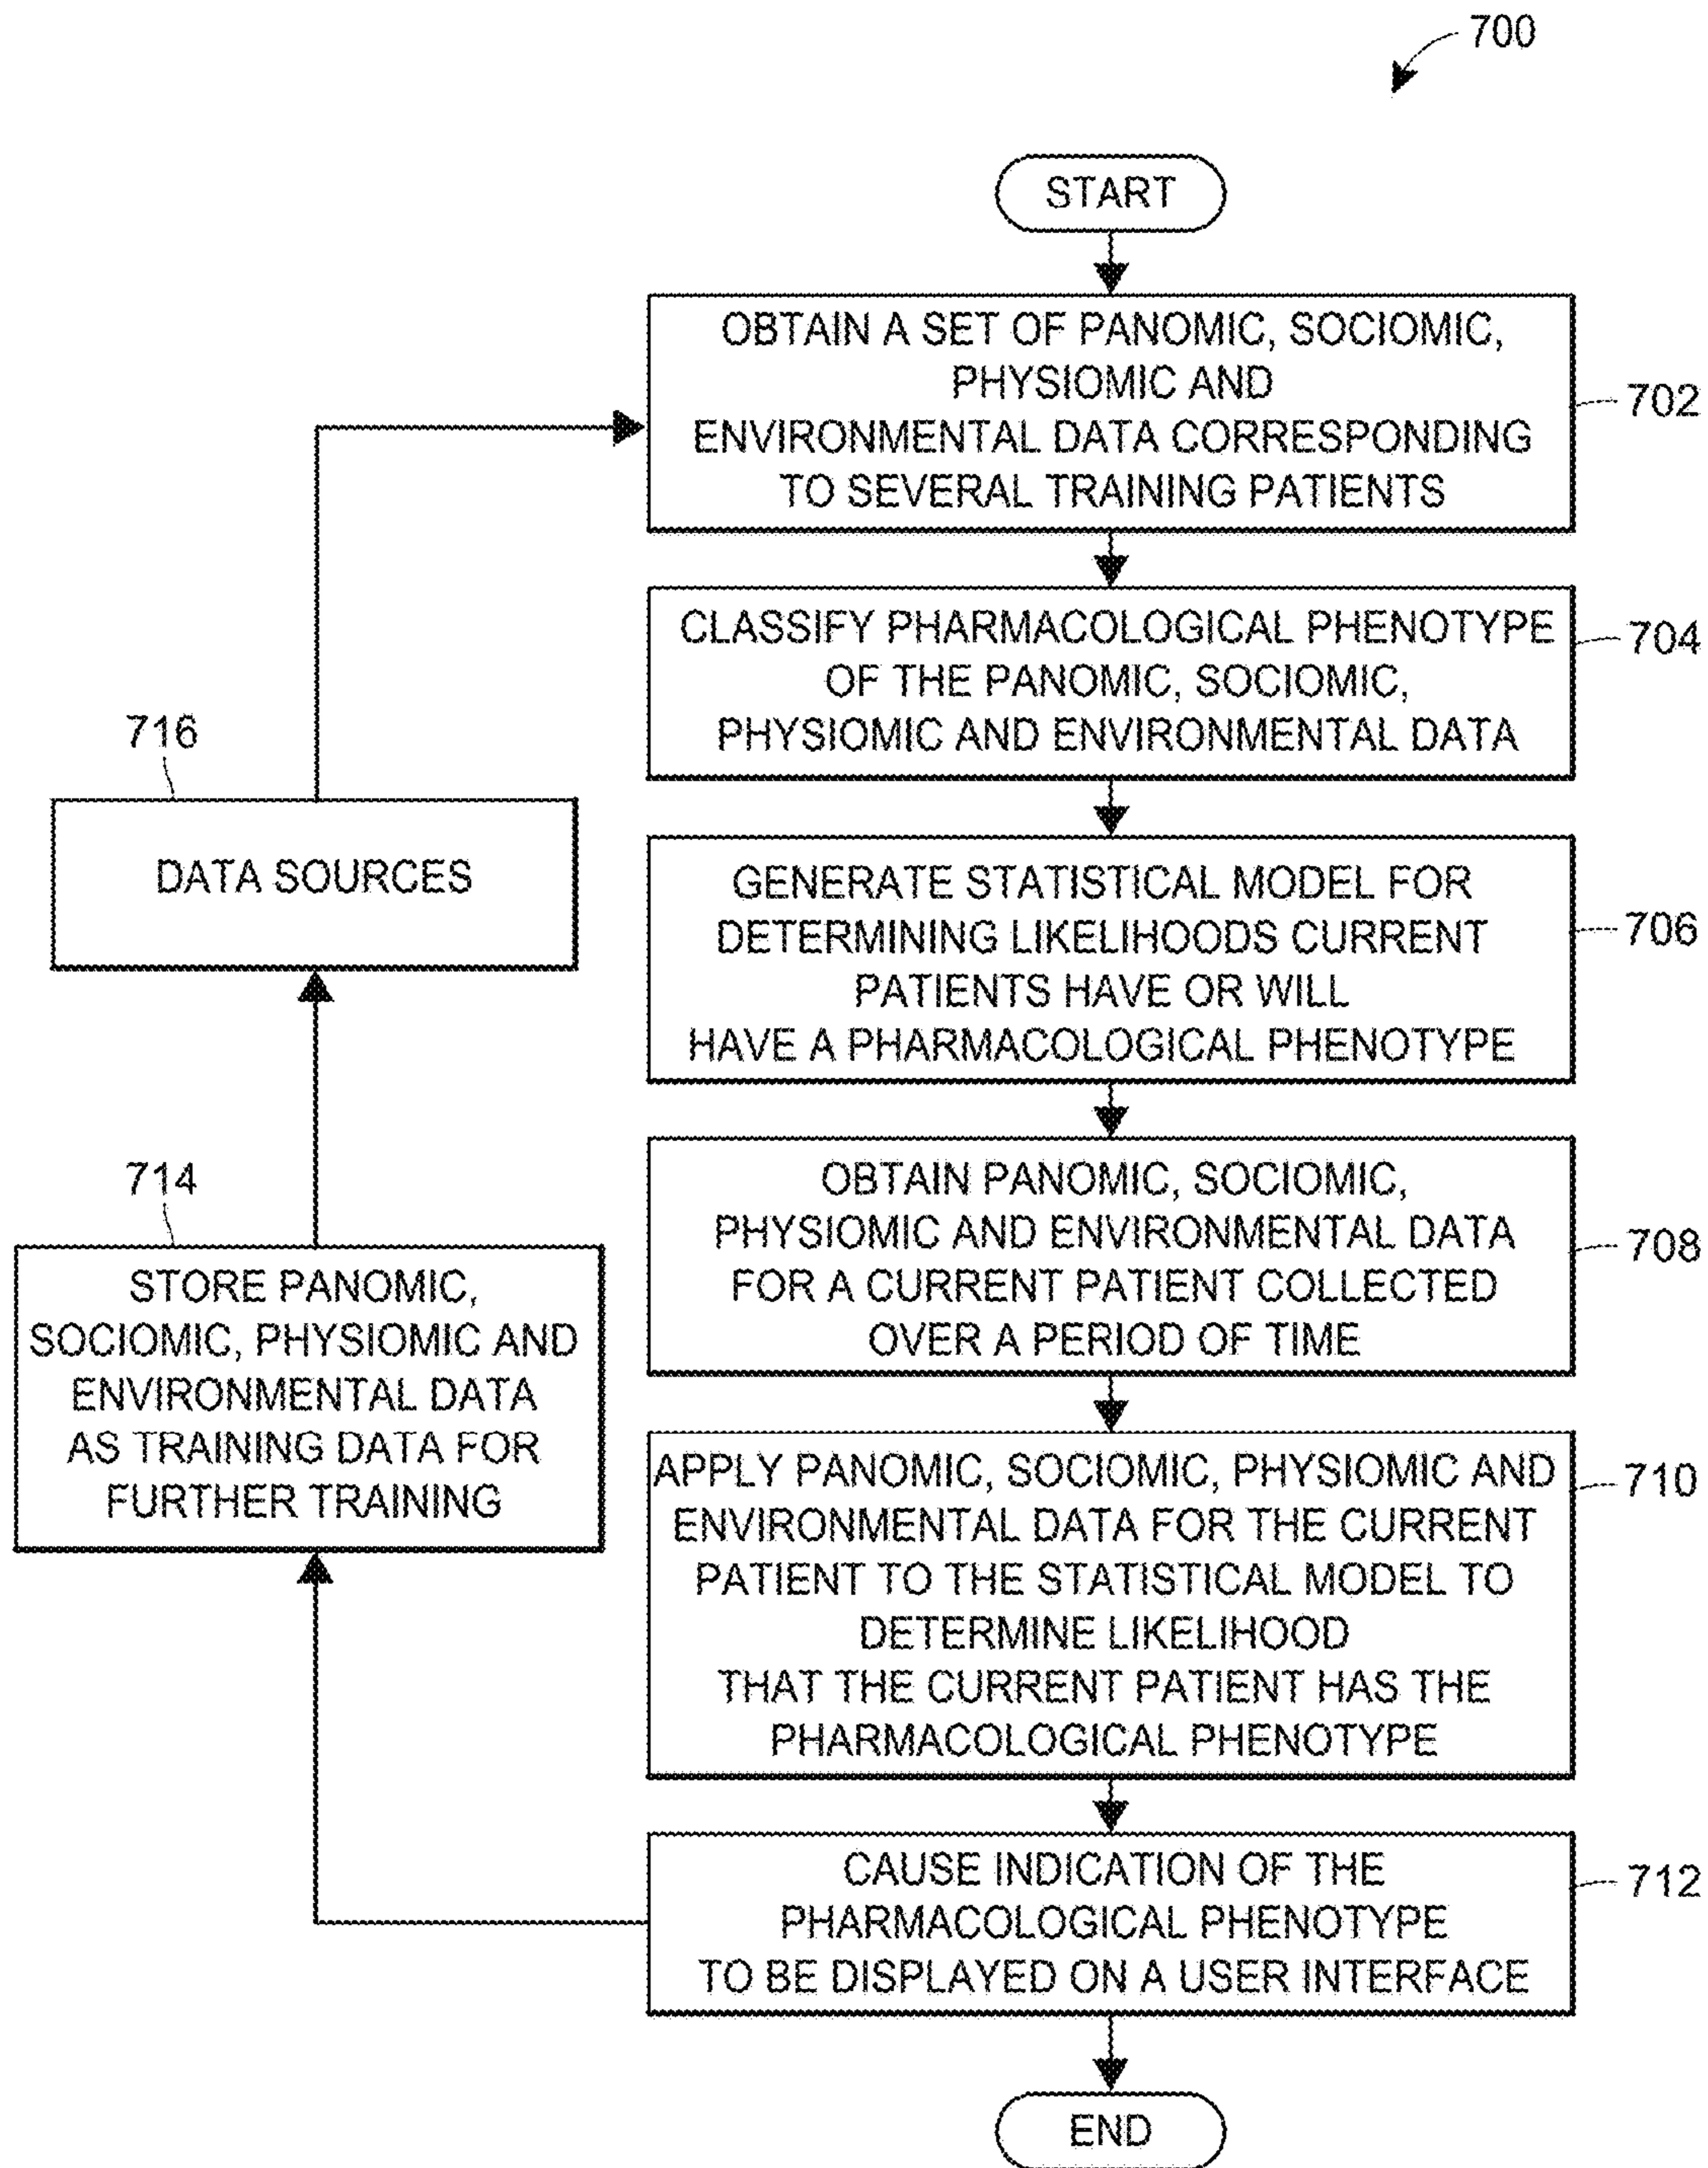 700
START
OBTAIN A SET OF PANOMIC, SOCIOMIC,
PHYSIOMIC AND
ENVIRONMENTAL DATA CORRESPONDING
TO SEVERAL TRAINING PATIENTS
702
CLASSIFY PHARMACOLOGICAL PHENOTYPE
OF THE PANOMIC, SOCIOMIC,
PHYSIOMIC AND ENVIRONMENTAL DATA
704
716
DATA SOURCES
GENERATE STATISTICAL MODEL FOR
DETERMINING LIKELIHOODS CURRENT
PATIENTS HAVE OR WILL
HAVE A PHARMACOLOGICAL PHENOTYPE
706
OBTAIN PANOMIC, SOCIOMIC,
PHYSIOMIC AND ENVIRONMENTAL DATA
FOR A CURRENT PATIENT COLLECTED
OVER A PERIOD OF TIME
708
714
STORE PANOMIC,
SOCIOMIC, PHYSIOMIC AND
ENVIRONMENTAL DATA
AS TRAINING DATA FOR
FURTHER TRAINING
APPLY PANOMIC, SOCIOMIC, PHYSIOMIC AND
ENVIRONMENTAL DATA FOR THE CURRENT
PATIENT TO THE STATISTICAL MODEL TO
DETERMINE LIKELIHOOD
THAT THE CURRENT PATIENT HAS THE
PHARMACOLOGICAL PHENOTYPE
710
CAUSE INDICATION OF THE
PHARMACOLOGICAL PHENOTYPE
TO BE DISPLAYED ON A USER INTERFACE
712
END